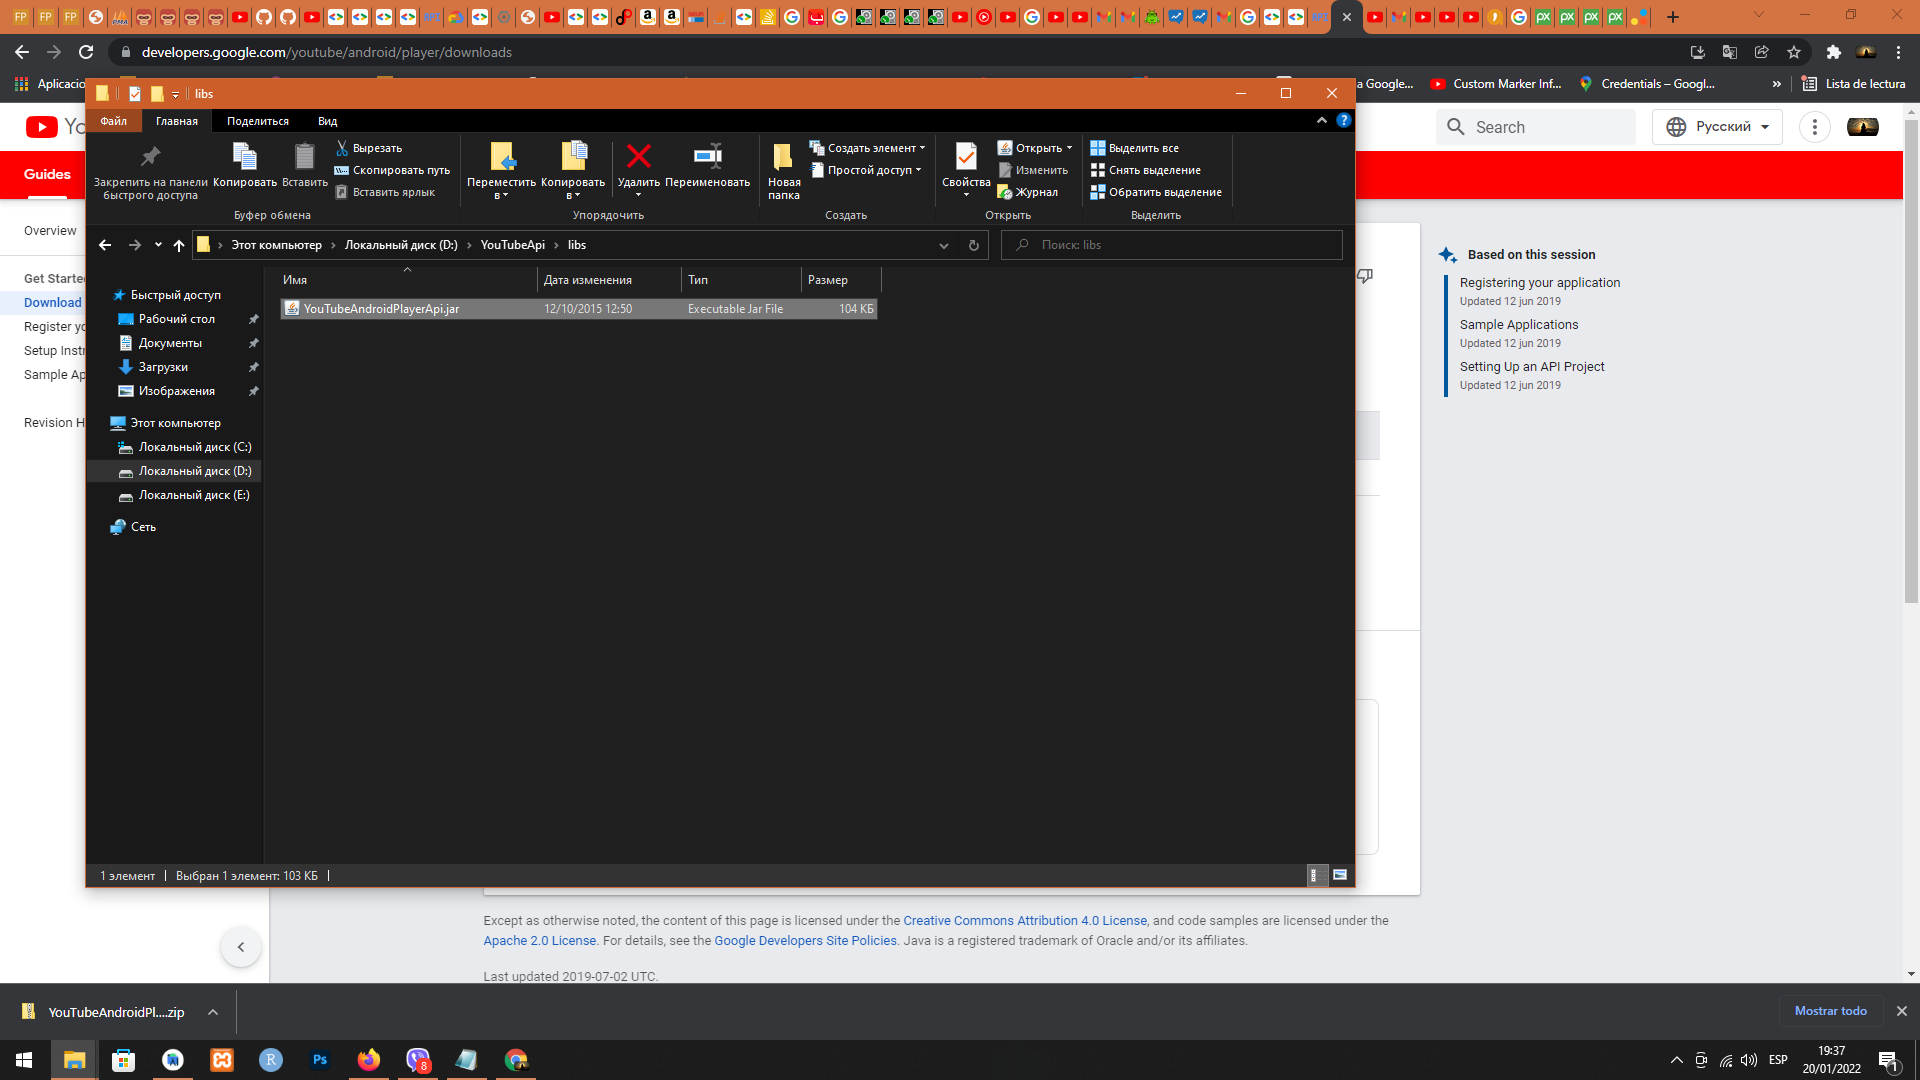 developers.google.com/youtube/android/player/downloads
a Google...
Custom Marker Inf...
Credentials – Googl...
»
Lista de lectura
libs
Файл
Главная
Поделиться
Вид
Закрепить на панели
быстрого доступа
Копировать
Вставить
Вырезать
Скопировать путь
Вставить ярлык
Буфер обмена
Переместить
в
Копировать
в
Удалить
Переименовать
Упорядочить
Новая
папка
Создать элемент
Простой доступ
Создать
Свойства
Открыть
Изменить
Журнал
Открыть
Выделить все
Снять выделение
Обратить выделение
Выделить
Search
Русский
Guides
Этот компьютер
Локальный диск (D:)
YouTubeApi
libs
Поиск: libs
Overview
Download
Имя
Дата изменения
Тип
Размер
YouTubeAndroidPlayerApi.jar
12/10/2015 12:50
Executable Jar File
104 КБ
Быстрый доступ
Рабочий стол
Документы
Загрузки
Изображения
Этот компьютер
Локальный диск (C:)
Локальный диск (D:)
Локальный диск (E:)
Сеть
Based on this session
Registering your application
Updated 12 jun 2019
Sample Applications
Updated 12 jun 2019
Setting Up an API Project
Updated 12 jun 2019
1 элемент
Выбран 1 элемент: 103 КБ
Except as otherwise noted, the content of this page is licensed under the Creative Commons Attribution 4.0 License, and code samples are licensed under the
Apache 2.0 License. For details, see the Google Developers Site Policies. Java is a registered trademark of Oracle and/or its affiliates.
Last updated 2019-07-02 UTC.
YouTubeAndroidPl....zip
Mostrar todo
R
Ps
8
ESP
19:37
20/01/2022
1